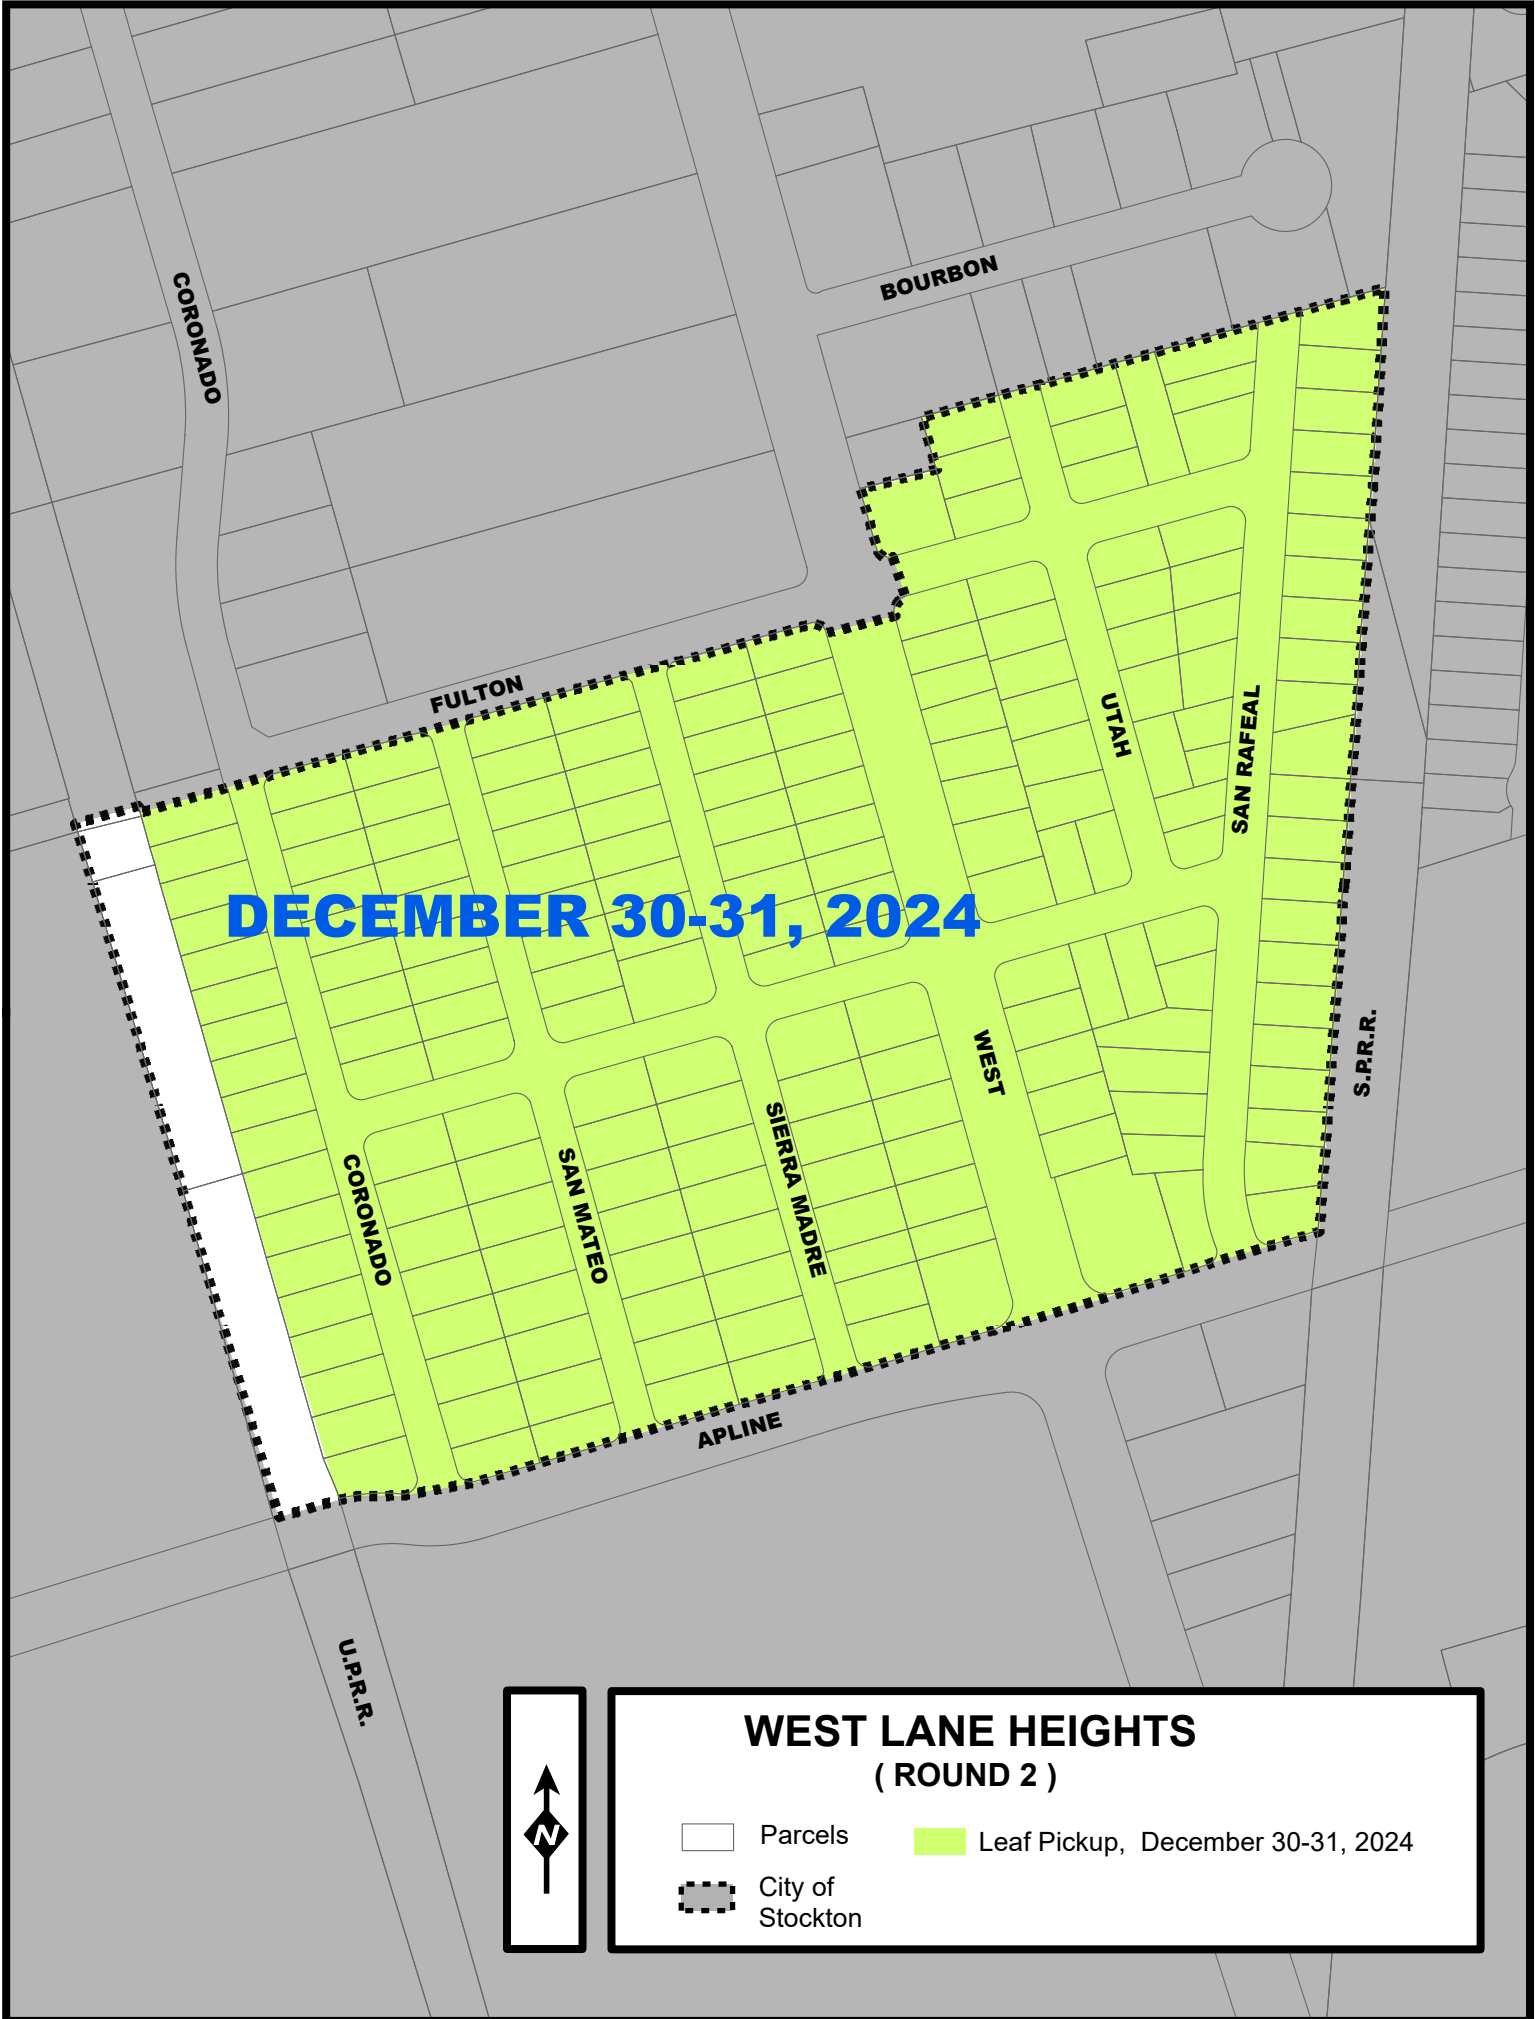 BOURBON
CORONADO
FULTON
UTAH
SAN RAFEAL
DECEMBER 30-31, 2024
S.P.R.R.
WEST
SIERRA MADRE
SAN MATEO
CORONADO
APLINE
U.P.R.R.
WEST LANE HEIGHTS
( ROUND 2 )
N
Parcels
Leaf Pickup, December 30-31, 2024
City of
Stockton